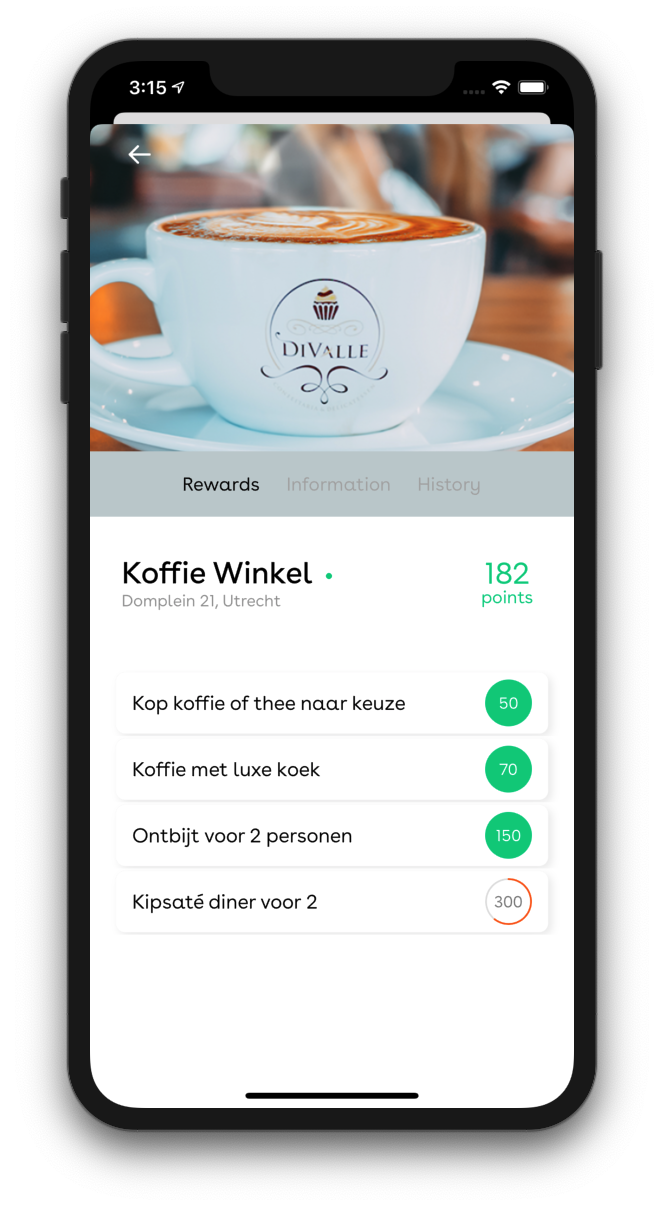 3:15
DIVALLE
Rewards Information History
Koffie Winkel
182
Domplein 21, Utrecht
points
Kop koffie of thee naar keuze 50
Koffie met luxe koek 70
Ontbijt voor 2 personen 150
Kipsaté diner voor 2 300